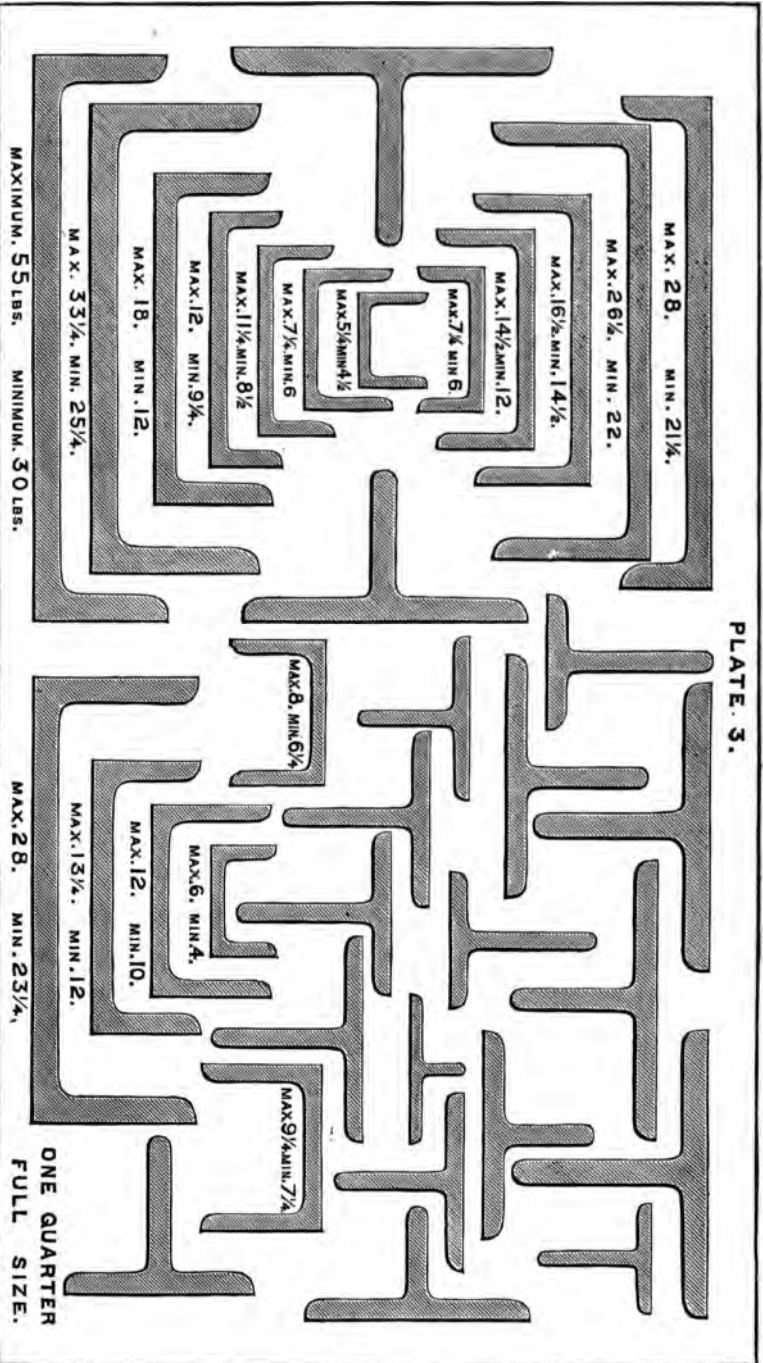 PLATE 3.
MAX. 28. MIN. 21¼.
MAX. 26½. MIN. 22.
MAX. 16½. MIN. 14½.
MAX. 14½. MIN. 12.
MAX. 7¼ MIN 6.
MAX. 5¼ MIN 4½
MAX. 7¼. MIN. 6
MAX. 11¼. MIN. 8½
MAX. 12. MIN. 9¼.
MAX. 18. MIN. 12.
MAX. 33¼. MIN. 25¼.
MAXIMUM. 55 LBS. MINIMUM. 30 LBS.
MAX. 8. MIN. 6¼
MAX. 6. MIN. 4.
MAX. 12. MIN. 10.
MAX. 13¼. MIN. 12.
MAX. 28. MIN. 23¼,
MAX. 9¼. MIN. 7¼
ONE QUARTER
FULL SIZE.